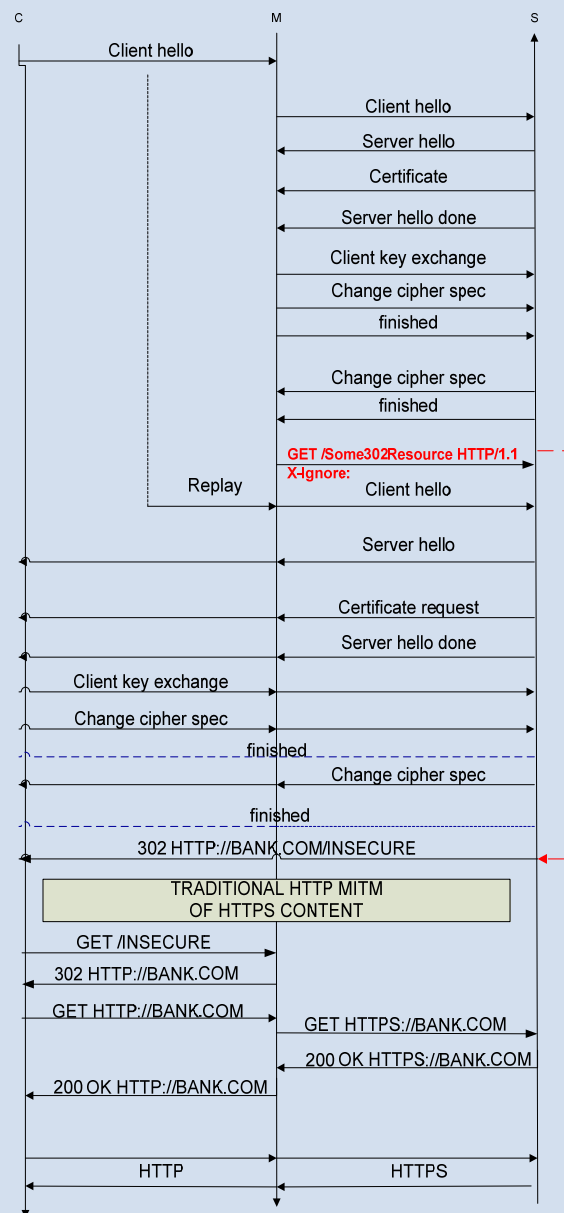 C M S
Client hello
Client hello
Server hello
Certificate
Server hello done
Client key exchange
Change cipher spec
finished
Change cipher spec
finished
GET /Some302Resource HTTP/1.1
X-Ignore:
Replay
Client hello
Server hello
Certificate request
Server hello done
Client key exchange
Change cipher spec
finished
Change cipher spec
finished
302 HTTP://BANK.COM/INSECURE
TRADITIONAL HTTP MITM
OF HTTPS CONTENT
GET /INSECURE
302 HTTP://BANK.COM
GET HTTP://BANK.COM
GET HTTPS://BANK.COM
200 OK HTTPS://BANK.COM
200 OK HTTP://BANK.COM
HTTP HTTPS